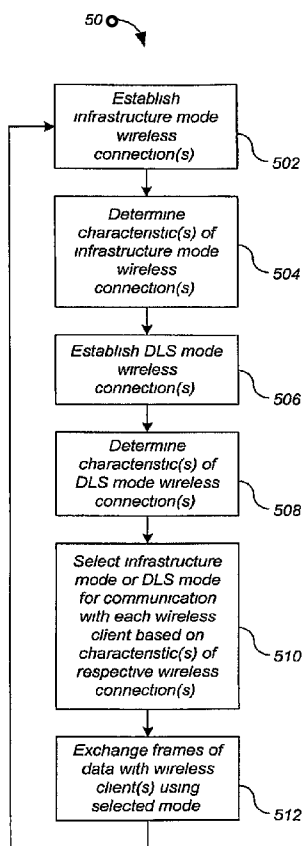 50
Establish
infrastructure mode
wireless
connection(s)
502
Determine
characteristic(s) of
infrastructure mode
wireless
connection(s)
504
Establish DLS mode
wireless
connection(s)
506
Determine
characteristic(s) of
DLS mode wireless
connection(s)
508
Select infrastructure
mode or DLS mode
for communication
with each wireless
client based on
characteristic(s) of
respective wireless
connection(s)
510
Exchange frames of
data with wireless
client(s) using
selected mode
512